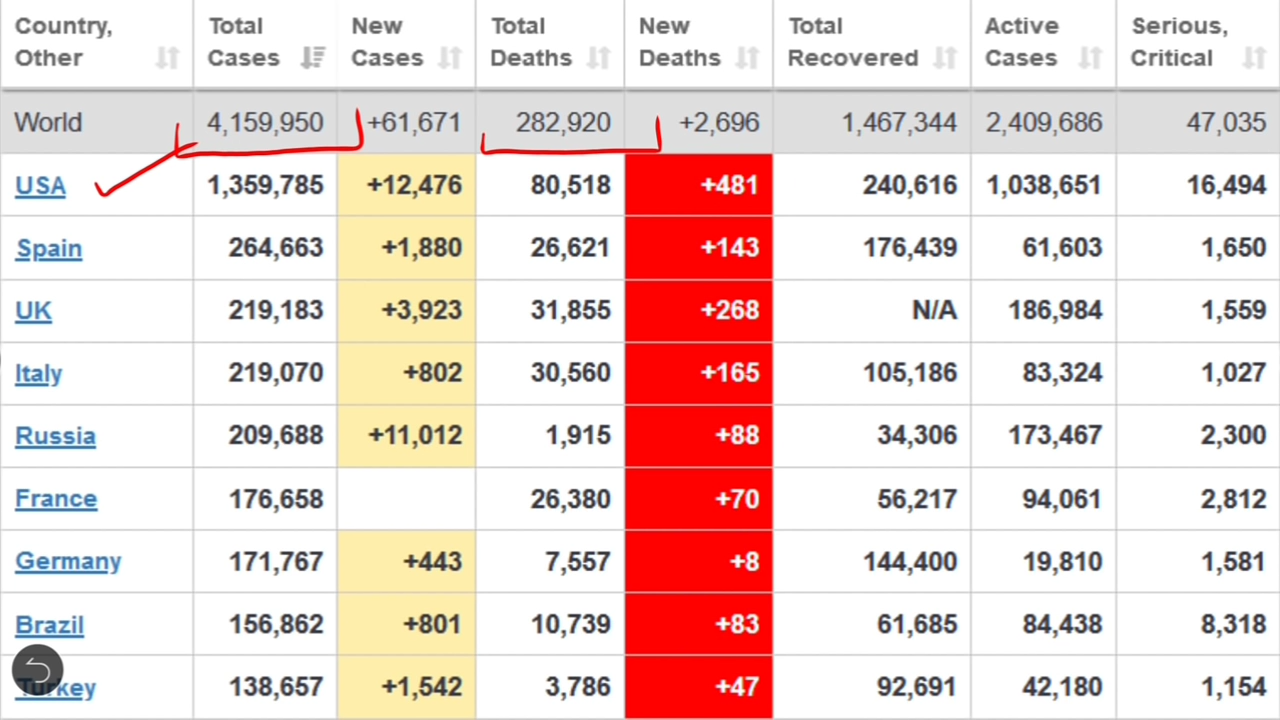 Country, Other Total Cases New Cases Total Deaths New Deaths Total Recovered Active Cases Serious, Critical
World 4,159,950 +61,671 282,920 +2,696 1,467,344 2,409,686 47,035
USA 1,359,785 +12,476 80,518 +481 240,616 1,038,651 16,494
Spain 264,663 +1,880 26,621 +143 176,439 61,603 1,650
UK 219,183 +3,923 31,855 +268 N/A 186,984 1,559
Italy 219,070 +802 30,560 +165 105,186 83,324 1,027
Russia 209,688 +11,012 1,915 +88 34,306 173,467 2,300
France 176,658 26,380 +70 56,217 94,061 2,812
Germany 171,767 +443 7,557 +8 144,400 19,810 1,581
Brazil 156,862 +801 10,739 +83 61,685 84,438 8,318
Turkey 138,657 +1,542 3,786 +47 92,691 42,180 1,154